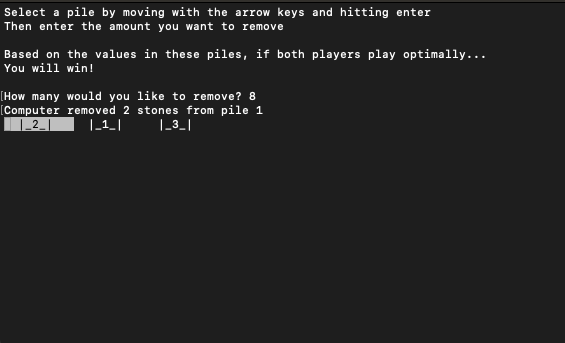 Select a pile by moving with the arrow keys and hitting enter
Then enter the amount you want to remove
Based on the values in these piles, if both players play optimally...
You will win!
[How many would you like to remove? 8
[Computer removed 2 stones from pile 1
|_2_| |_1_| |_3_|